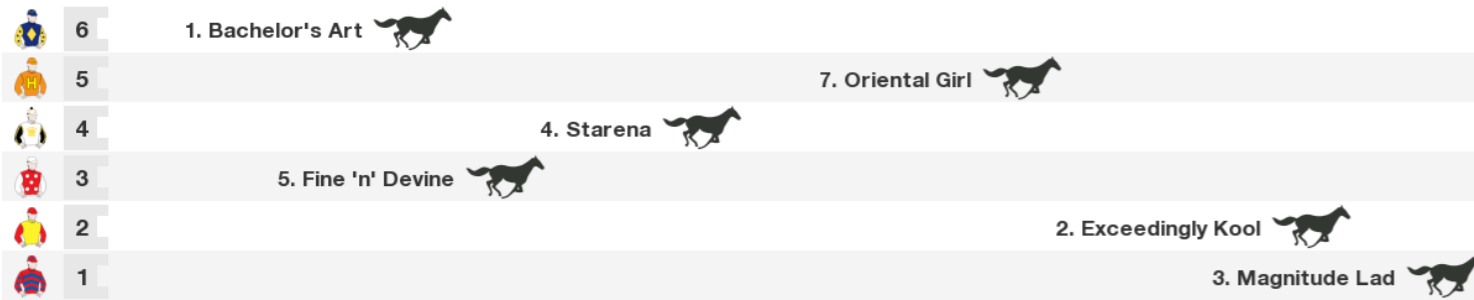 6 1. Bachelor's Art
H 5 7. Oriental Girl
4 4. Starena
3 5. Fine 'n' Devine
2 2. Exceedingly Kool
1 3. Magnitude Lad